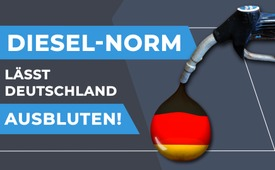 DIESEL-NORM
LÄSST
DEUTSCHLAND
AUSBLUTEN!